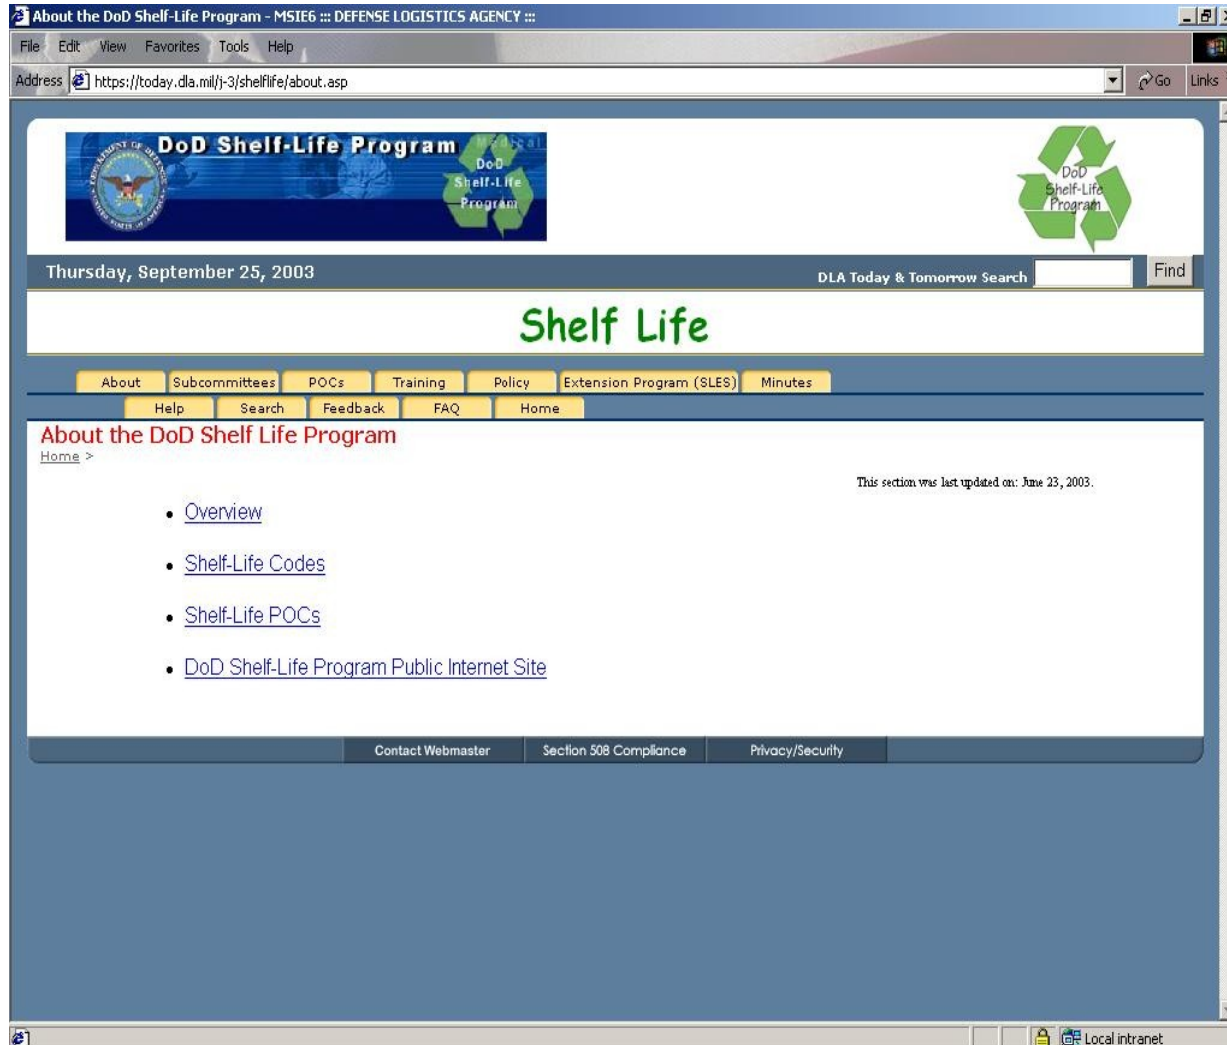 About the DoD Shelf-Life Program - MSIE6 ::: DEFENSE LOGISTICS AGENCY :::
File Edit View Favorites Tools Help
Address https://today.dla.mil/j-3/shelflife/about.asp Go Links
DoD Shelf-Life Program
Medical
DoD
Shelf-Life
Program
DoD
Shelf-Life
Program
Thursday, September 25, 2003 DLA Today & Tomorrow Search Find
Shelf Life
About Subcommittees POCs Training Policy Extension Program (SLES) Minutes
Help Search Feedback FAQ Home
About the DoD Shelf Life Program
Home >
This section was last updated on: June 23, 2003.
• Overview
• Shelf-Life Codes
• Shelf-Life POCs
• DoD Shelf-Life Program Public Internet Site
Contact Webmaster Section 508 Compliance Privacy/Security
Local intranet